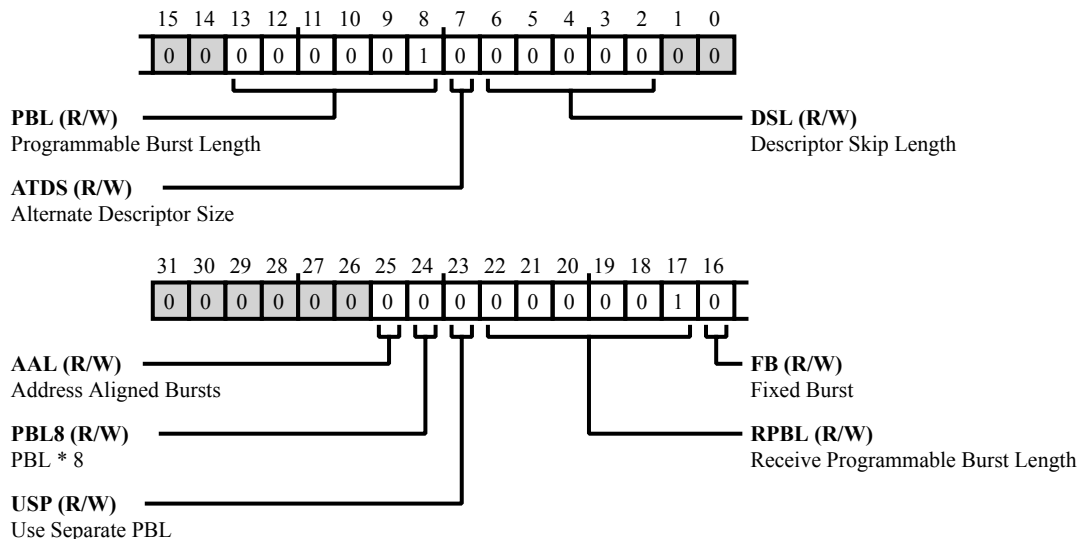 15 14 13 12 11 10 9 8 7 6 5 4 3 2 1 0
0 0 0 0 0 0 0 1 0 0 0 0 0 0 0 0
PBL (R/W)
Programmable Burst Length
DSL (R/W)
Descriptor Skip Length
ATDS (R/W)
Alternate Descriptor Size
31 30 29 28 27 26 25 24 23 22 21 20 19 18 17 16
0 0 0 0 0 0 0 0 0 0 0 0 0 0 1 0
AAL (R/W)
Address Aligned Bursts
FB (R/W)
Fixed Burst
PBL8 (R/W)
PBL * 8
RPBL (R/W)
Receive Programmable Burst Length
USP (R/W)
Use Separate PBL